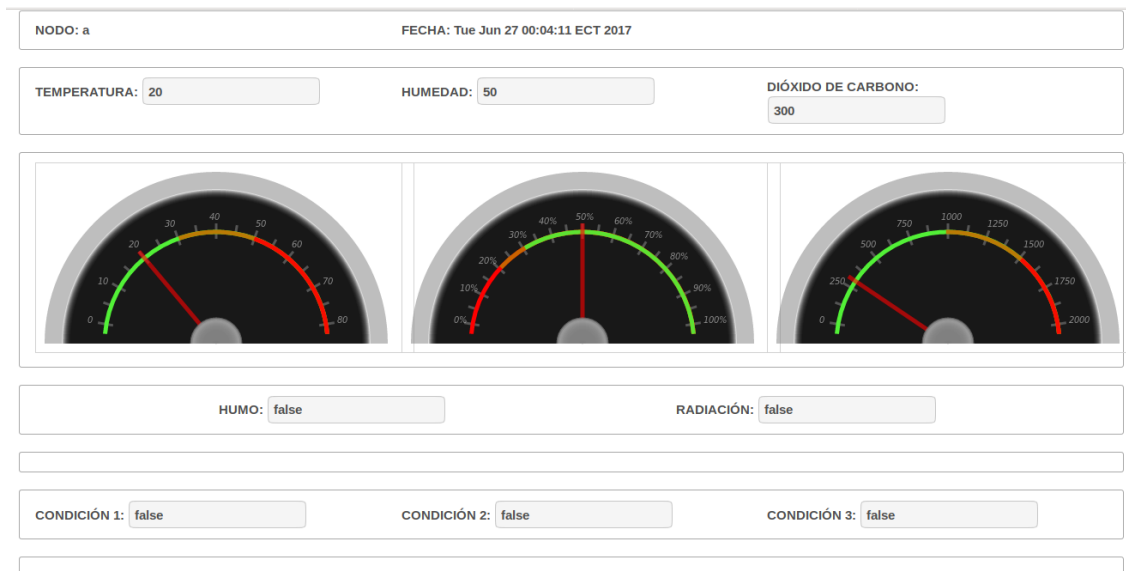 NODO: a FECHA: Tue Jun 27 00:04:11 ECT 2017
TEMPERATURA: 20 HUMEDAD: 50 DIÓXIDO DE CARBONO:
300
0 10 20 30 40 50 60 70 80
0% 10% 20% 30% 40% 50% 60% 70% 80% 90% 100%
0 250 500 750 1000 1250 1500 1750 2000
HUMO: false RADIACIÓN: false
CONDICIÓN 1: false CONDICIÓN 2: false CONDICIÓN 3: false